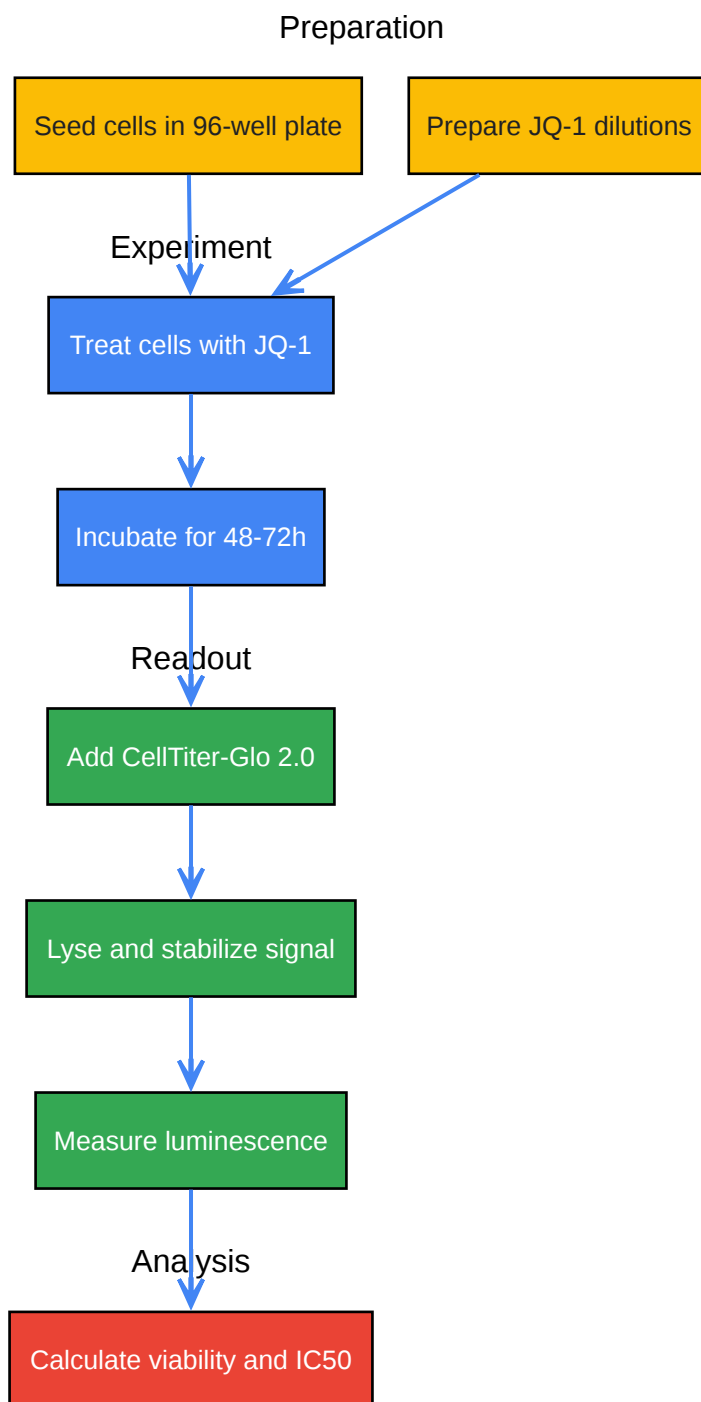 Preparation
Seed cells in 96-well plate
Prepare JQ-1 dilutions
Experiment
Treat cells with JQ-1
Incubate for 48-72h
Readout
Add CellTiter-Glo 2.0
Lyse and stabilize signal
Measure luminescence
Analysis
Calculate viability and IC50